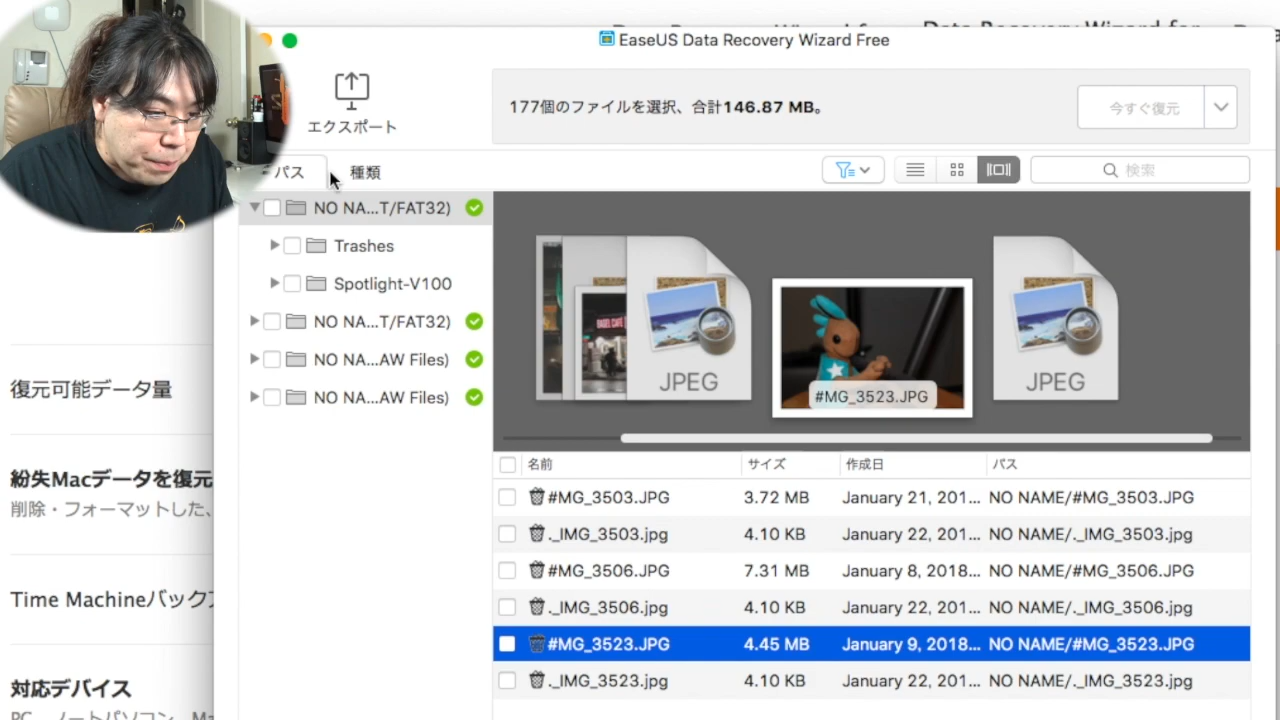 EaseUS Data Recovery Wizard Free
エクスポート
177個のファイルを選択、合計146.87 MB。
今すぐ復元
パス
種類
検索
NO NA...T/FAT32)
Trashes
Spotlight-V100
NO NA...T/FAT32)
NO NA...AW Files)
NO NA...AW Files)
JPEG
#MG_3523.JPG
JPEG
名前 サイズ 作成日 パス
#MG_3503.JPG 3.72 MB January 21, 201... NO NAME/#MG_3503.JPG
._IMG_3503.jpg 4.10 KB January 22, 201... NO NAME/._IMG_3503.jpg
#MG_3506.JPG 7.31 MB January 8, 2018... NO NAME/#MG_3506.JPG
._IMG_3506.jpg 4.10 KB January 22, 201... NO NAME/._IMG_3506.jpg
#MG_3523.JPG 4.45 MB January 9, 2018... NO NAME/#MG_3523.JPG
._IMG_3523.jpg 4.10 KB January 22, 201... NO NAME/._IMG_3523.jpg
復元可能データ量
紛失Macデータを復元
削除・フォーマットした、
Time Machineバック
対応デバイス